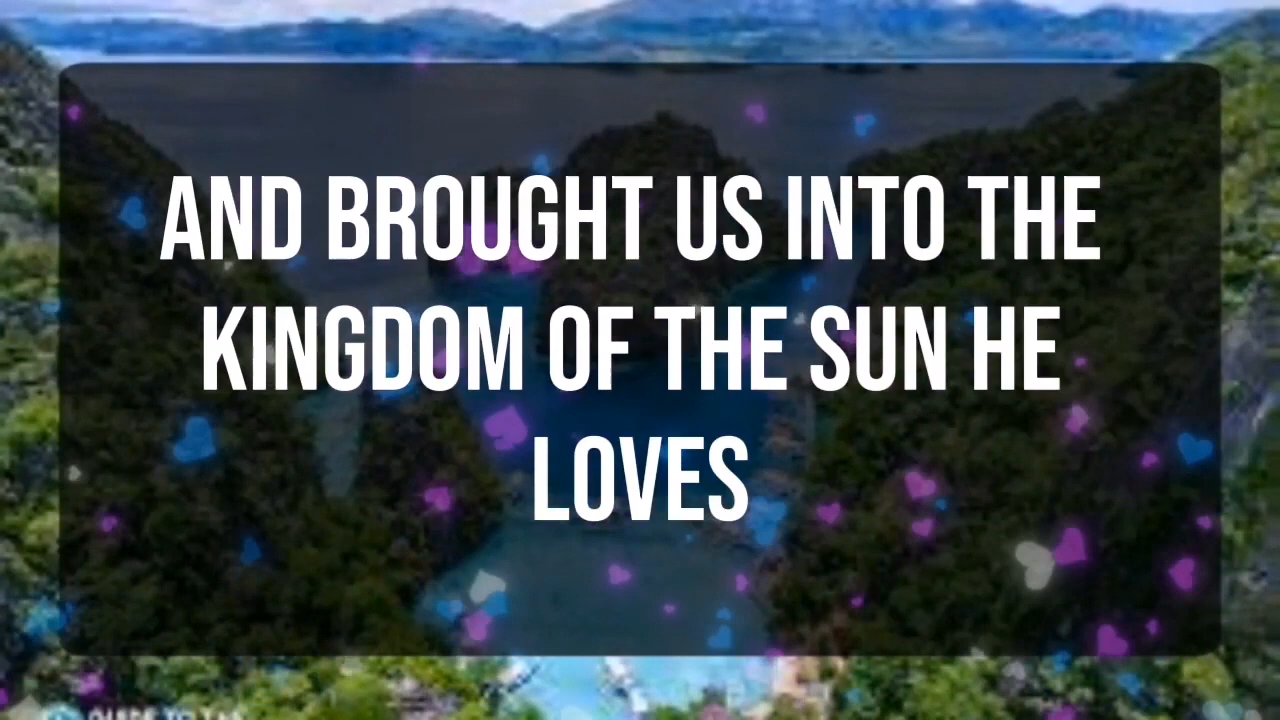 AND BROUGHT US INTO THE
KINGDOM OF THE SUN HE
LOVES